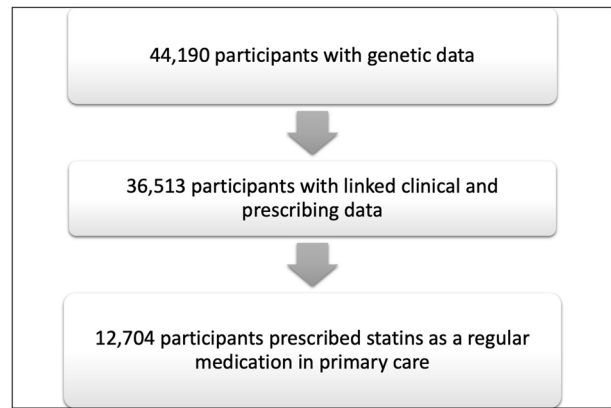 44,190 participants with genetic data
36,513 participants with linked clinical and
prescribing data
12,704 participants prescribed statins as a regular
medication in primary care